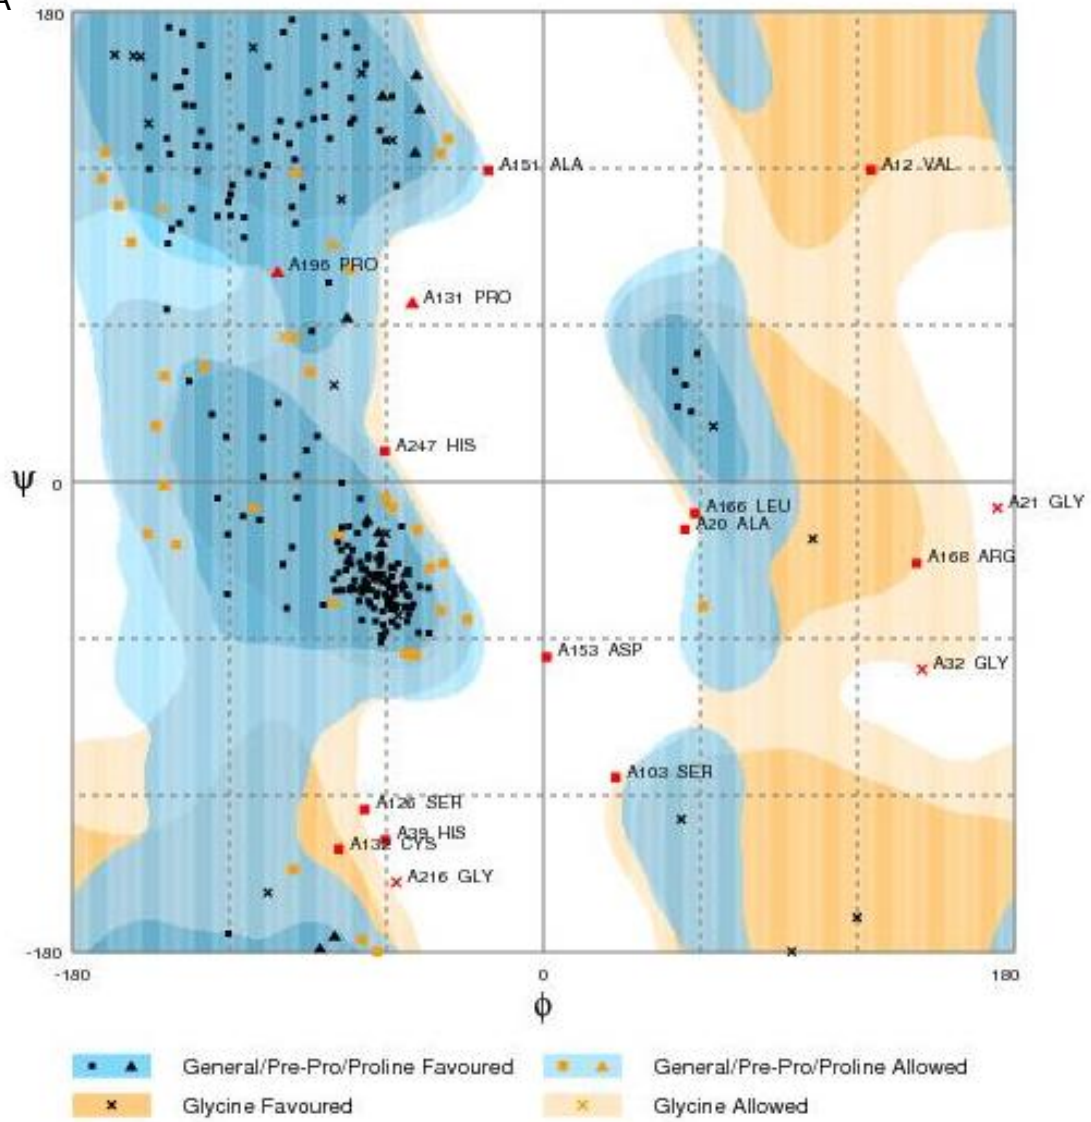 A
180
A151 ALA
A12 VAL
A196 PRO
A131 PRO
A247 HIS
ψ
0
A166 LEU
A21 GLY
A20 ALA
A168 ARG
A153 ASP
A32 GLY
A103 SER
A126 SER
A39 HIS
A132 CYS
A216 GLY
-180
-180
0
180
ϕ
General/Pre-Pro/Proline Favoured
General/Pre-Pro/Proline Allowed
Glycine Favoured
Glycine Allowed